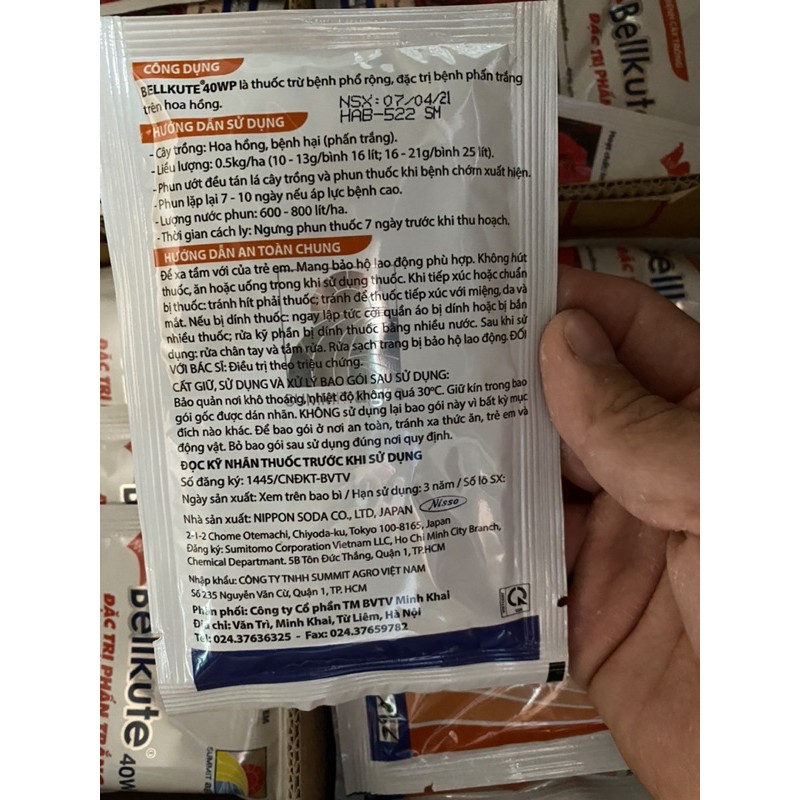 CÔNG DỤNG
BELLKUTE®40WP là thuốc trừ bệnh phổ rộng, đặc trị bệnh phấn trắng
trên hoa hồng.
NSX: 07/04/21
HAB-522 SM
HƯỚNG DẪN SỬ DỤNG
- Cây trồng: Hoa hồng, bệnh hại (phấn trắng).
- Liều lượng: 0.5kg/ha (10 - 13g/bình 16 lít; 16 - 21g/bình 25 lít).
- Phun ướt đều tán lá cây trồng và phun thuốc khi bệnh chớm xuất hiện.
- Phun lặp lại 7 - 10 ngày nếu áp lực bệnh cao.
- Lượng nước phun: 600 - 800 lít/ha.
- Thời gian cách ly: Ngưng phun thuốc 7 ngày trước khi thu hoạch.
HƯỚNG DẪN AN TOÀN CHUNG
Để xa tầm với của trẻ em. Mang bảo hộ lao động phù hợp. Không hút
thuốc, ăn hoặc uống trong khi sử dụng thuốc. Khi tiếp xúc hoặc chuẩn
bị thuốc: tránh hít phải thuốc; tránh để thuốc tiếp xúc với miệng, da và
mắt. Nếu bị dính thuốc: ngay lập tức cởi quần áo bị dính hoặc bị bắn
nhiều thuốc; rửa kỹ phần bị dính thuốc bằng nhiều nước. Sau khi sử
dụng: rửa chân tay và tắm rửa. Rửa sạch trang bị bảo hộ lao động. ĐỐI
VỚI BÁC SĨ: Điều trị theo triệu chứng.
CẤT GIỮ, SỬ DỤNG VÀ XỬ LÝ BAO GÓI SAU SỬ DỤNG:
Bảo quản nơi khô thoáng, nhiệt độ không quá 30ºC. Giữ kín trong bao
gói gốc được dán nhãn. KHÔNG sử dụng lại bao gói này vì bất kỳ mục
đích nào khác. Để bao gói ở nơi an toàn, tránh xa thức ăn, trẻ em và
động vật. Bỏ bao gói sau sử dụng đúng nơi quy định.
ĐỌC KỸ NHÃN THUỐC TRƯỚC KHI SỬ DỤNG
Số đăng ký: 1445/CNĐKT-BVTV
Ngày sản xuất: Xem trên bao bì / Hạn sử dụng: 3 năm / Số lô SX:
Nhà sản xuất: NIPPON SODA CO., LTD, JAPAN Nisso
2-1-2 Chome Otemachi, Chiyoda-ku, Tokyo 100-8165, Japan
Đăng ký: Sumitomo Corporation Vietnam LLC, Ho Chi Minh City Branch,
Chemical Departmant. 5B Tôn Đức Thắng, Quận 1, TP.HCM
Nhập khẩu: CÔNG TY TNHH SUMMIT AGRO VIỆT NAM
Số 235 Nguyễn Văn Cừ, Quận 1, TP. HCM
Phân phối: Công ty Cổ phần TM BVTV Minh Khai
Địa chỉ: Văn Trì, Minh Khai, Từ Liêm, Hà Nội
Tel: 024.37636325 - Fax: 024.37659782
Bellkute
ĐẶC TRỊ PHẤN
Bellkute
ĐẶC TRỊ PHẤN TRẮNG